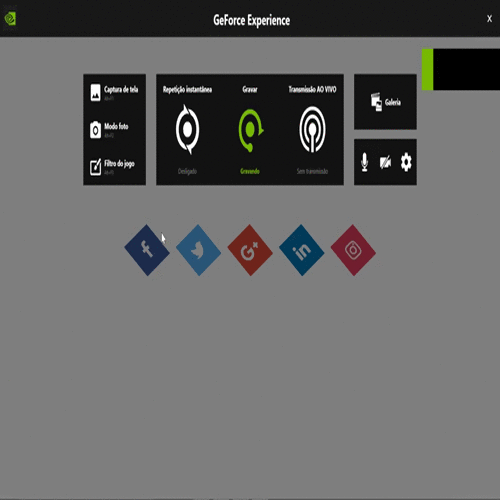 GeForce Experience
X
Captura de tela
Alt+F1
Modo foto
Alt+F2
Filtro do jogo
Alt+F3
Repetição instantânea
Desligado
Gravar
Gravando
Transmissão AO VIVO
Sem transmissão
Galeria
f
G+
in